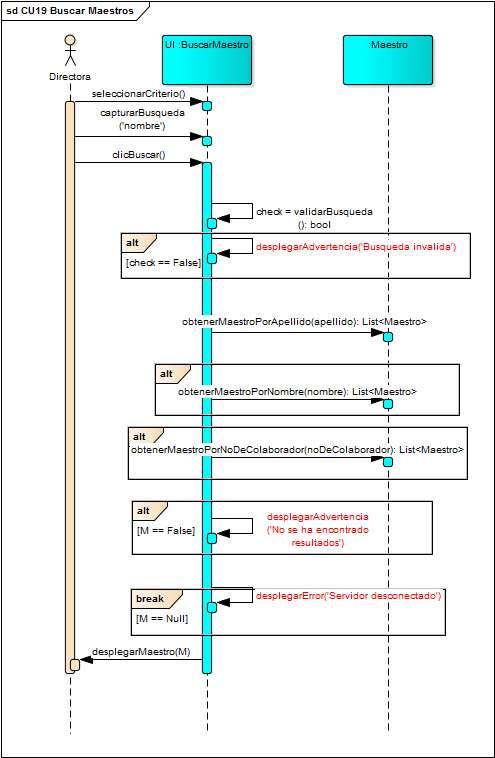 sd CU19 Buscar Maestros
Directora
UI :BuscarMaestro
:Maestro
seleccionarCriterio()
capturarBusqueda
('nombre')
clicBuscar()
check = validarBusqueda
(): bool
alt
desplegarAdvertencia('Busqueda invalida')
[check == False]
obtenerMaestroPorApellido(apellido): List<Maestro>
alt
obtenerMaestroPorNombre(nombre): List<Maestro>
alt
obtenerMaestroPorNoDeColaborador(noDeColaborador): List<Maestro>
alt
desplegarAdvertencia
[M == False]
('No se ha encontrado
resultados')
break
desplegarError('Servidor desconectado')
[M == Null]
desplegarMaestro(M)